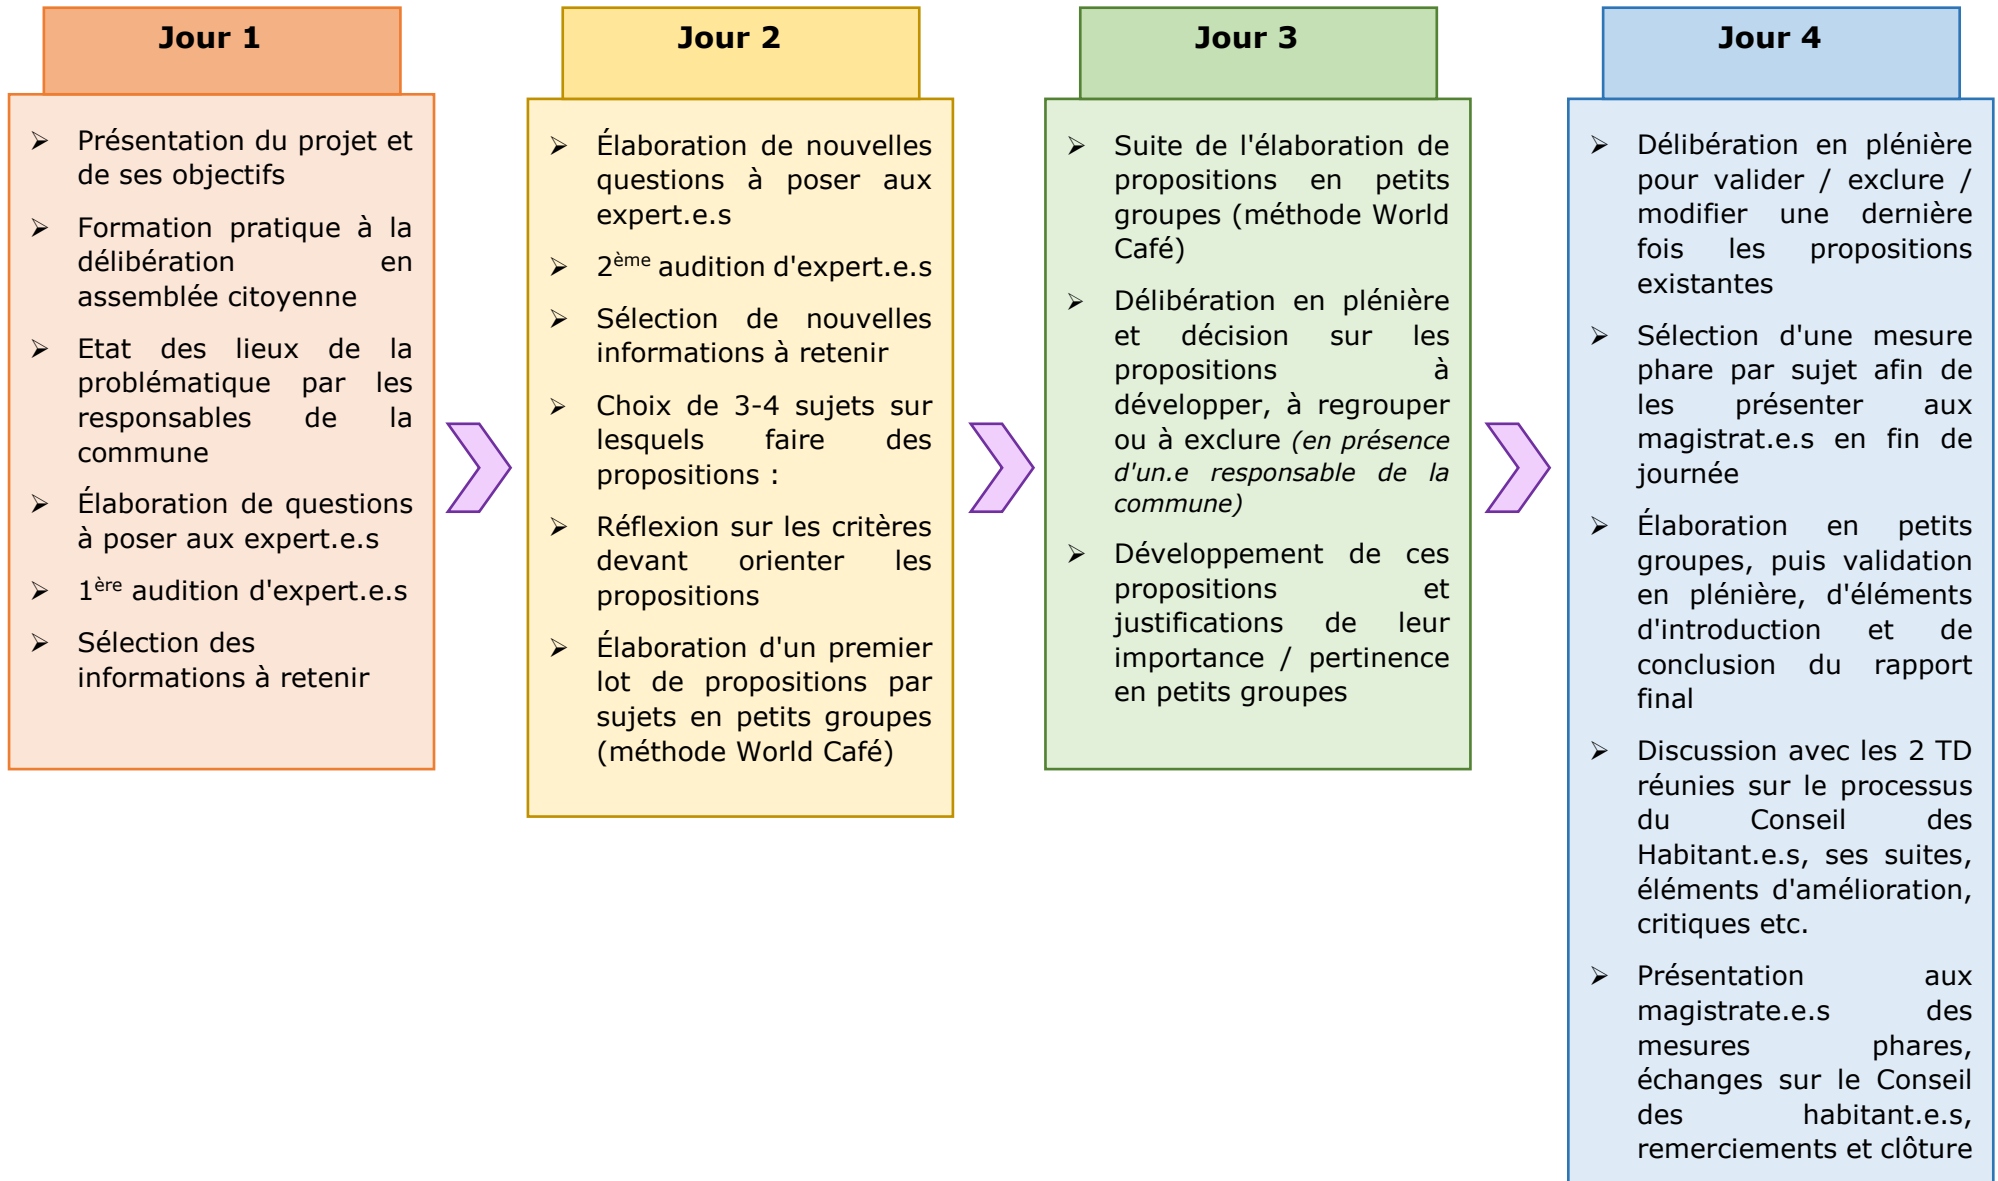 Jour 1
➢ Présentation du projet et
de ses objectifs
➢ Formation pratique à la
délibération en
assemblée citoyenne
➢ Etat des lieux de la
problématique par les
responsables de la
commune
➢ Élaboration de questions
à poser aux expert.e.s
➢ 1ère audition d'expert.e.s
➢ Sélection des
informations à retenir
Jour 2
➢ Élaboration de nouvelles
questions à poser aux
expert.e.s
➢ 2ème audition d'expert.e.s
➢ Sélection de nouvelles
informations à retenir
➢ Choix de 3-4 sujets sur
lesquels faire des
propositions :
➢ Réflexion sur les critères
devant orienter les
propositions
➢ Élaboration d'un premier
lot de propositions par
sujets en petits groupes
(méthode World Café)
Jour 3
➢ Suite de l'élaboration de
propositions en petits
groupes (méthode World
Café)
➢ Délibération en plénière
et décision sur les
propositions à
développer, à regrouper
ou à exclure (en présence
d'un.e responsable de la
commune)
➢ Développement de ces
propositions et
justifications de leur
importance / pertinence
en petits groupes
Jour 4
➢ Délibération en plénière
pour valider / exclure /
modifier une dernière
fois les propositions
existantes
➢ Sélection d'une mesure
phare par sujet afin de
les présenter aux
magistrat.e.s en fin de
journée
➢ Élaboration en petits
groupes, puis validation
en plénière, d'éléments
d'introduction et de
conclusion du rapport
final
➢ Discussion avec les 2 TD
réunies sur le processus
du Conseil des
Habitant.e.s, ses suites,
éléments d'amélioration,
critiques etc.
➢ Présentation aux
magistrate.e.s des
mesures phares,
échanges sur le Conseil
des habitant.e.s,
remerciements et clôture